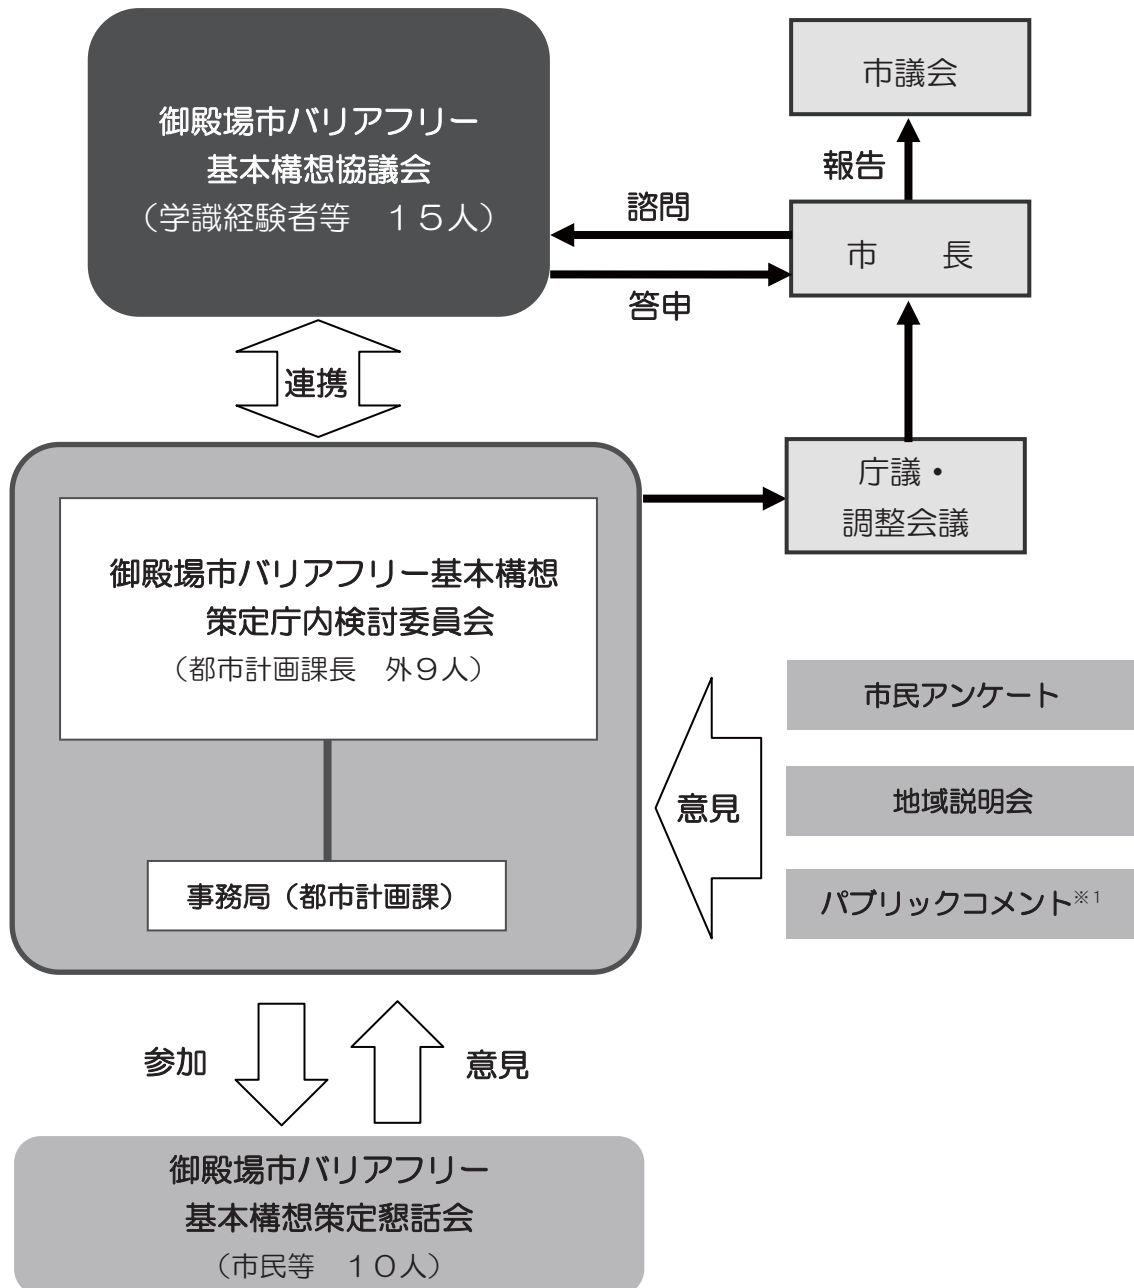 御殿場市バリアフリー
基本構想協議会
（学識経験者等　１５人）
市議会
報告
諮問
市　　長
答申
連携
庁議・
調整会議
御殿場市バリアフリー基本構想
策定庁内検討委員会
（都市計画課長　外９人）
事務局（都市計画課）
市民アンケート
地域説明会
パブリックコメント※１
意見
参加
意見
御殿場市バリアフリー
基本構想策定懇話会
（市民等　１０人）